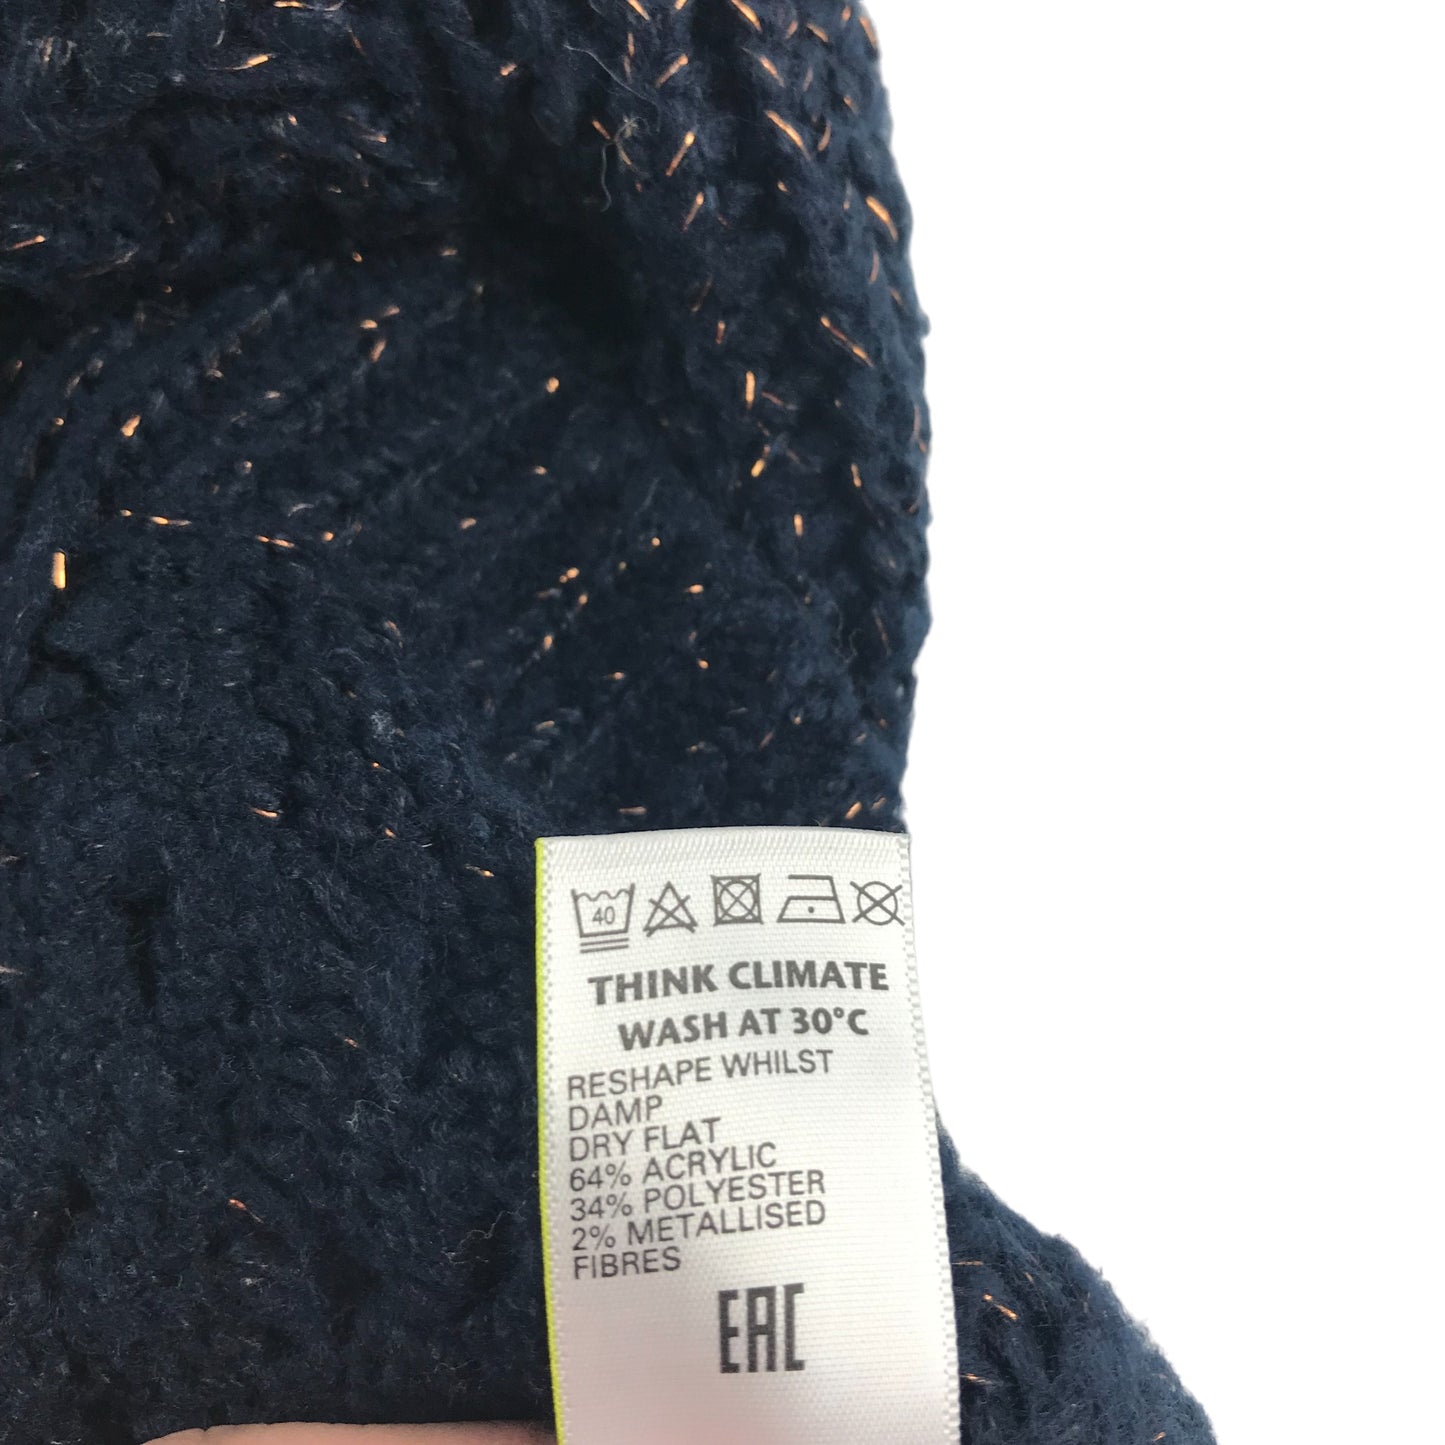 40
THINK CLIMATE
WASH AT 30°C
RESHAPE WHILST
DAMP
DRY FLAT
64% ACRYLIC
34% POLYESTER
2% METALLISED
FIBRES
EAC